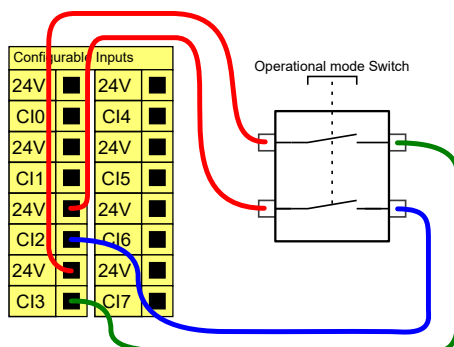 Configurable Inputs
24V 24V
CI0 CI4
24V 24V
CI1 CI5
24V 24V
CI2 CI6
24V 24V
CI3 CI7
Operational mode Switch